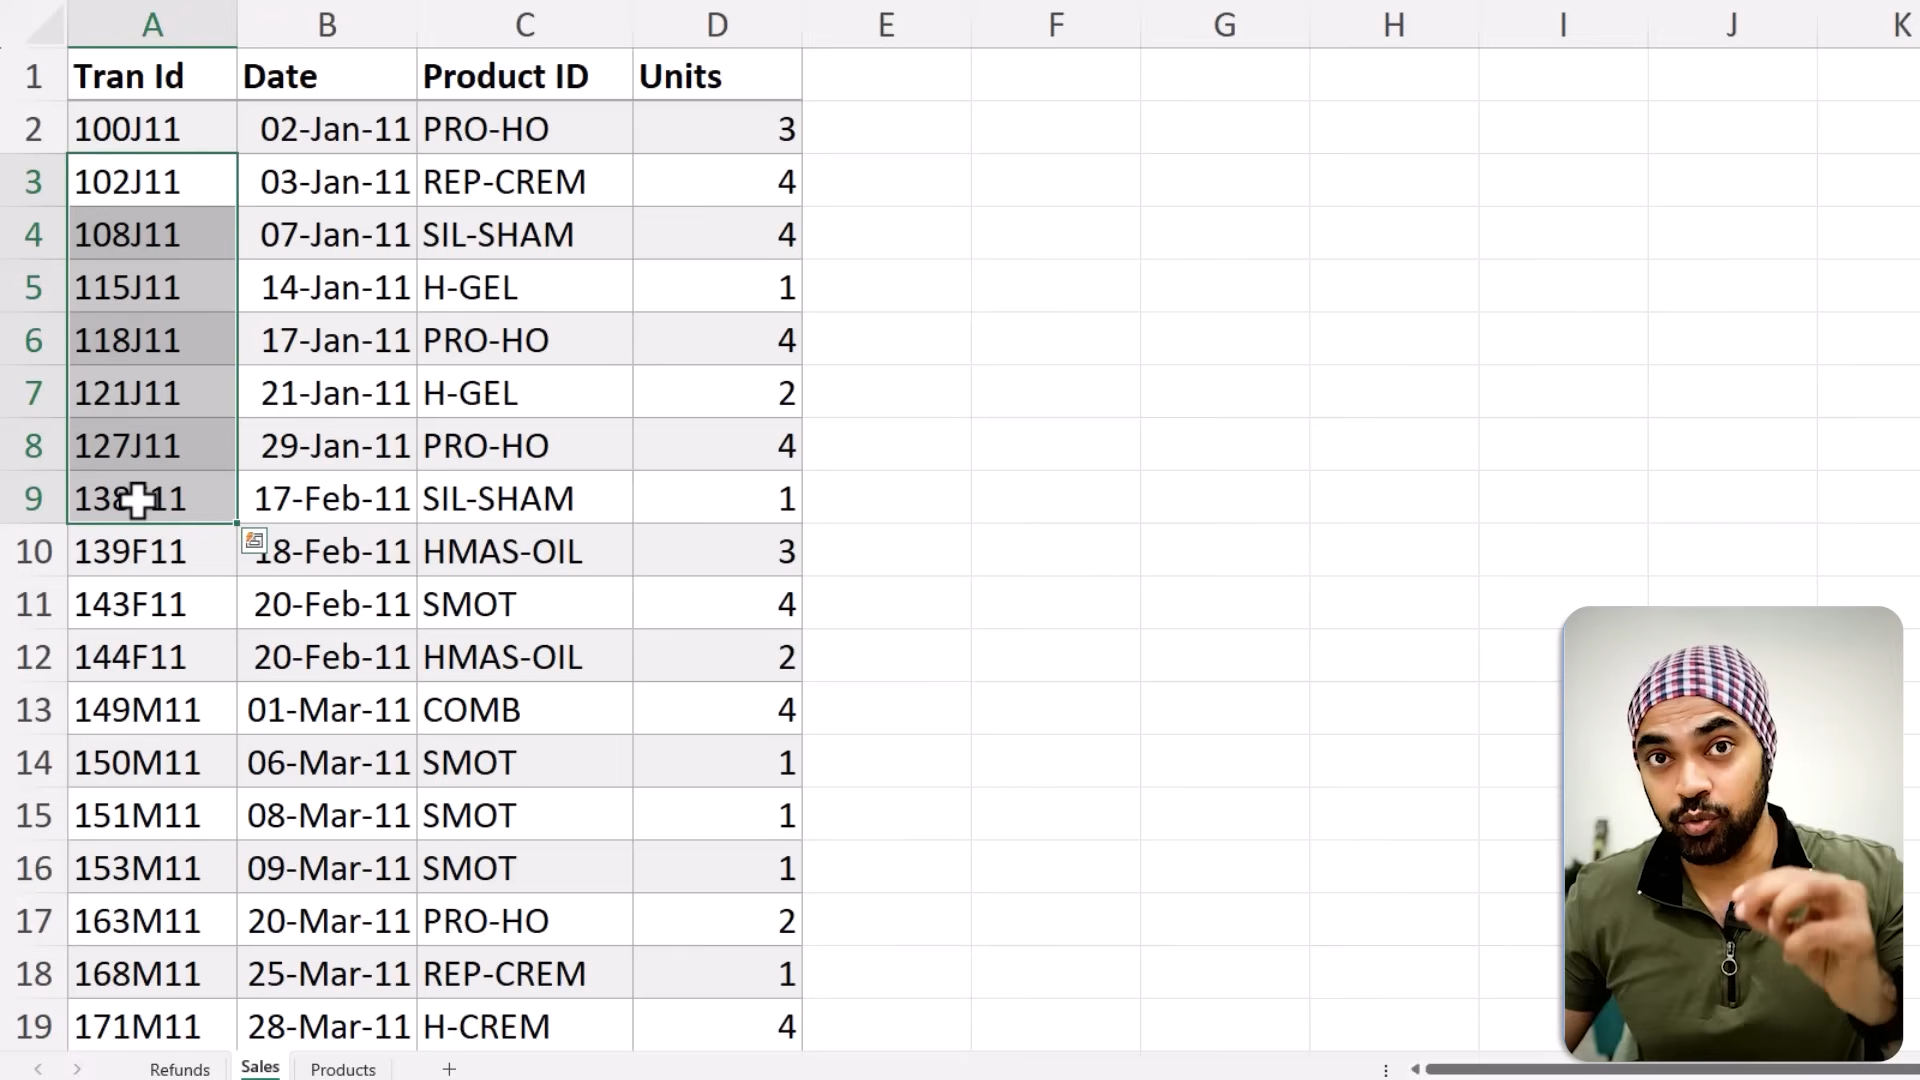 A B C D E F G H I J K
1 Tran Id Date Product ID Units
2 100J11 02-Jan-11 PRO-HO 3
3 102J11 03-Jan-11 REP-CREM 4
4 108J11 07-Jan-11 SIL-SHAM 4
5 115J11 14-Jan-11 H-GEL 1
6 118J11 17-Jan-11 PRO-HO 4
7 121J11 21-Jan-11 H-GEL 2
8 127J11 29-Jan-11 PRO-HO 4
9 17-Feb-11 SIL-SHAM 1
10 139F11 18-Feb-11 HMAS-OIL 3
11 143F11 20-Feb-11 SMOT 4
12 144F11 20-Feb-11 HMAS-OIL 2
13 149M11 01-Mar-11 COMB 4
14 150M11 06-Mar-11 SMOT 1
15 151M11 08-Mar-11 SMOT 1
16 153M11 09-Mar-11 SMOT 1
17 163M11 20-Mar-11 PRO-HO 2
18 168M11 25-Mar-11 REP-CREM 1
19 171M11 28-Mar-11 H-CREM 4
Refunds Sales Products